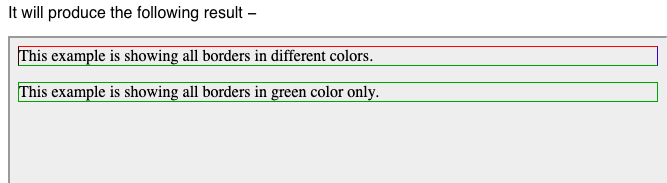 It will produce the following result –
This example is showing all borders in different colors.
This example is showing all borders in green color only.